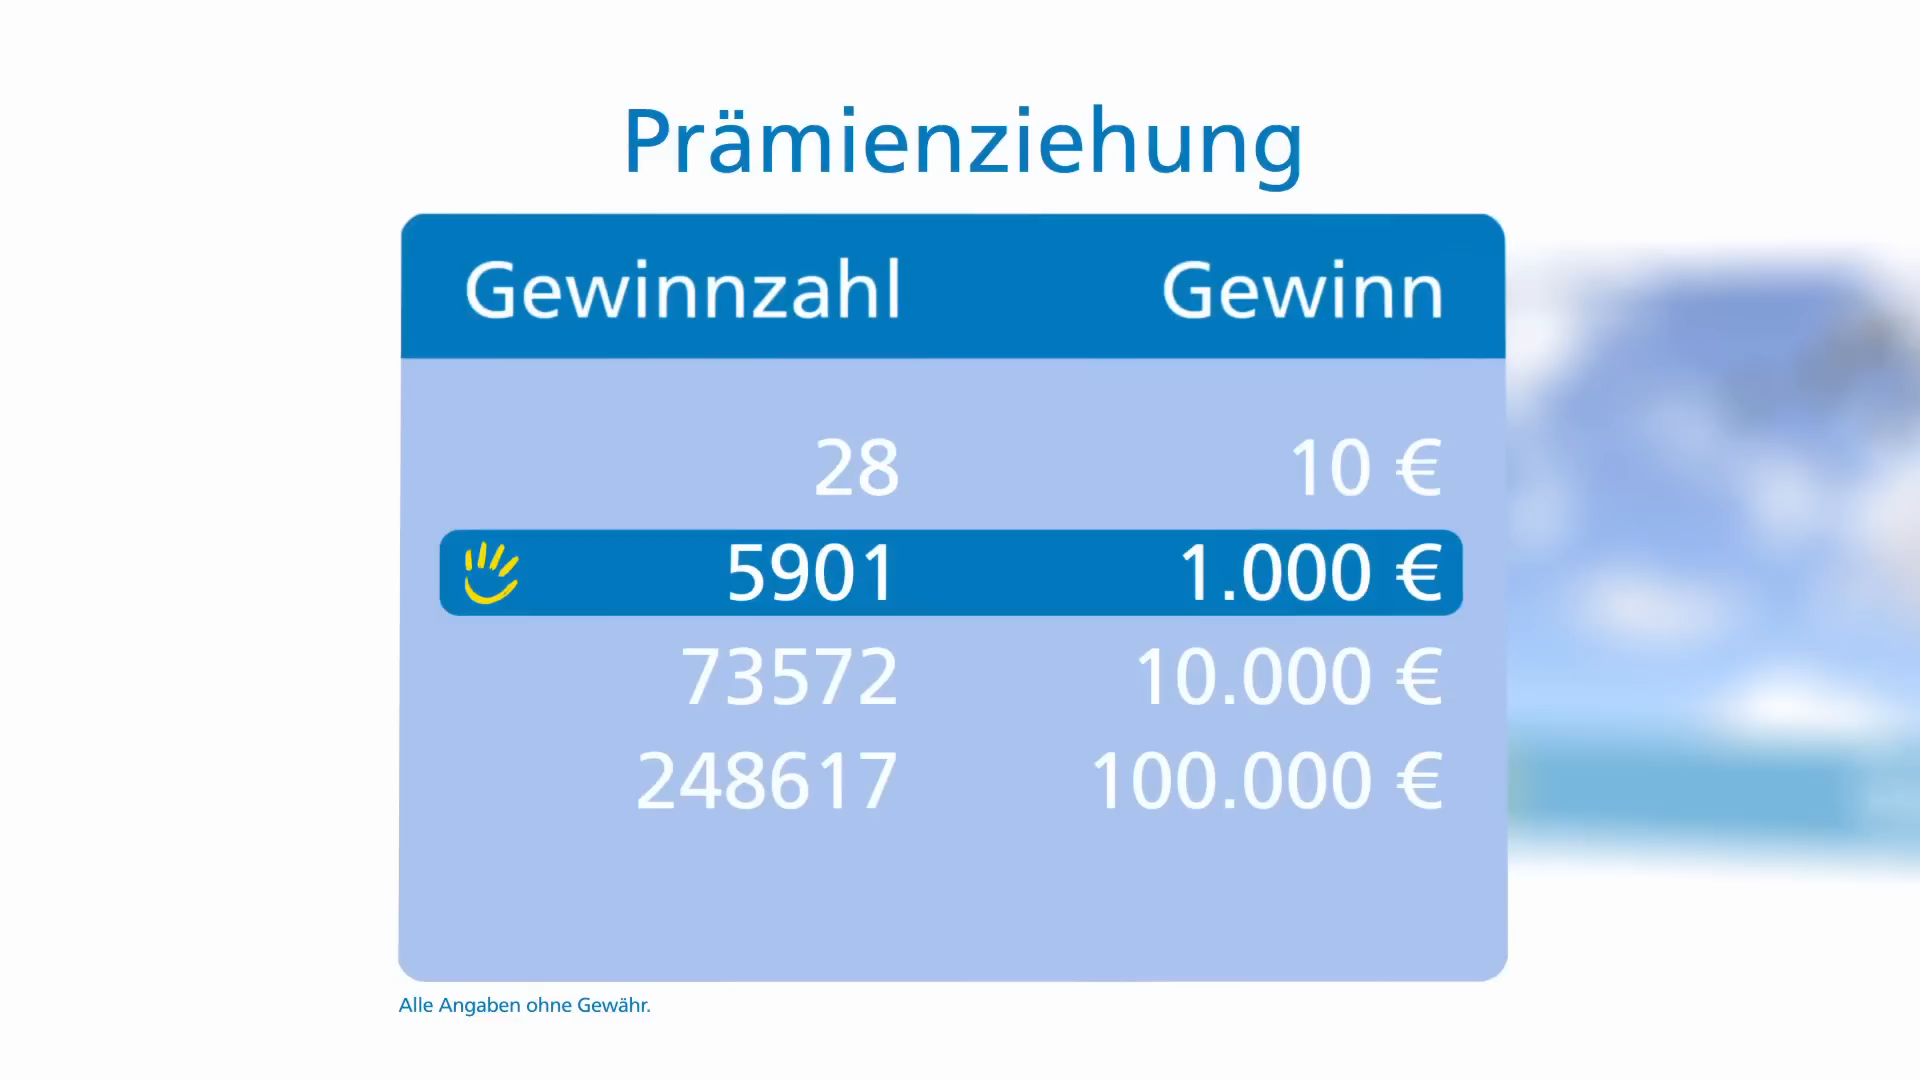 Prämienziehung
Gewinnzahl Gewinn
28 10 €
5901 1.000 €
73572 10.000 €
248617 100.000 €
Alle Angaben ohne Gewähr.